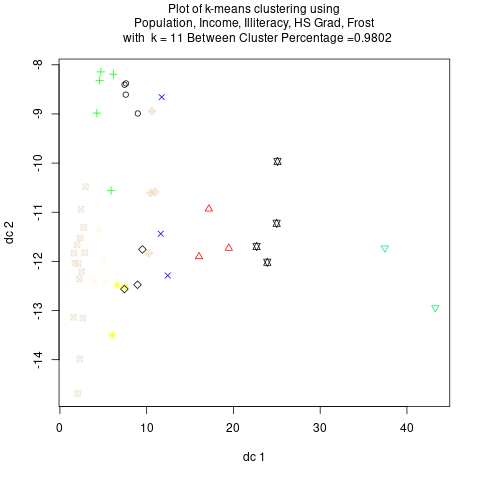 Plot of k-means clustering using
Population, Income, Illiteracy, HS Grad, Frost
with k = 11 Between Cluster Percentage =0.9802
-8
-9
-10
-11
-12
-13
-14
dc 2
0 10 20 30 40
dc 1